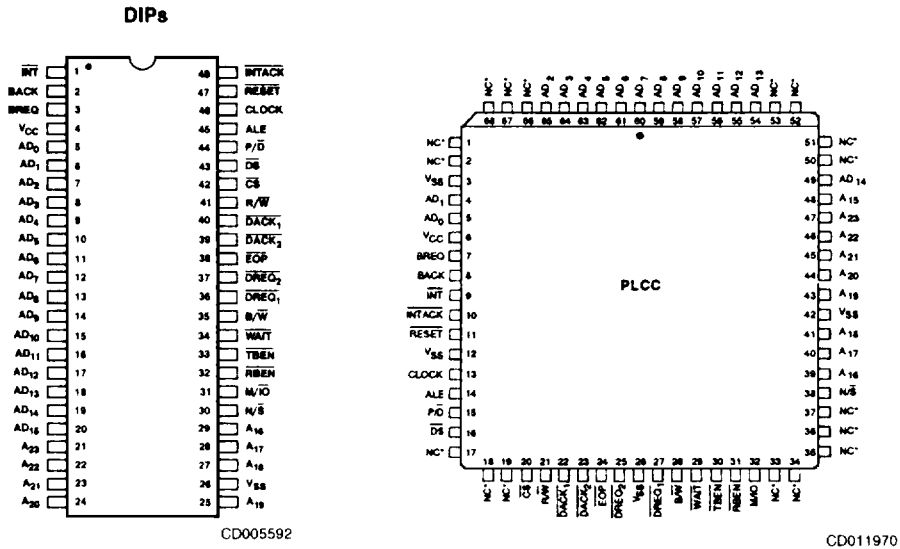 DIPs
INT 1 48 INTACK
BACK 2 47 RESET
BREQ 3 46 CLOCK
VCC 4 45 ALE
AD0 5 44 P/D
AD1 6 43 DS
AD2 7 42 CS
AD3 8 41 R/W
AD4 9 40 DACK1
AD5 10 39 DACK2
AD6 11 38 EOP
AD7 12 37 DREQ2
AD8 13 36 DREQ1
AD9 14 35 B/W
AD10 15 34 WAIT
AD11 16 33 TBEN
AD12 17 32 RBEN
AD13 18 31 M/IO
AD14 19 30 N/S
AD15 20 29 A16
A23 21 28 A17
A22 22 27 A18
A21 23 26 VSS
A20 24 25 A19
CD005592
NC* NC* NC* AD2 AD3 AD4 AD5 AD6 AD7 AD8 AD9 AD10 AD11 AD12 AD13 NC* NC*
68 67 66 65 64 63 62 61 60 59 58 57 56 55 54 53 52
NC* 1 51 NC*
NC* 2 50 NC*
VSS 3 49 AD14
AD1 4 48 A15
AD0 5 47 A23
VCC 6 46 A22
BREQ 7 45 A21
BACK 8 44 A20
INT 9 43 A19
INTACK 10 42 VSS
RESET 11 41 A18
VSS 12 40 A17
CLOCK 13 39 A16
ALE 14 38 N/S
P/D 15 37 NC*
DS 16 36 NC*
NC* 17 35 NC*
PLCC
18 19 20 21 22 23 24 25 26 27 28 29 30 31 32 33 34
NC* NC* CS R/W DACK1 DACK2 EOP DREQ2 VSS DREQ1 B/W WAIT TBEN RBEN M/IO NC* NC*
CD011970